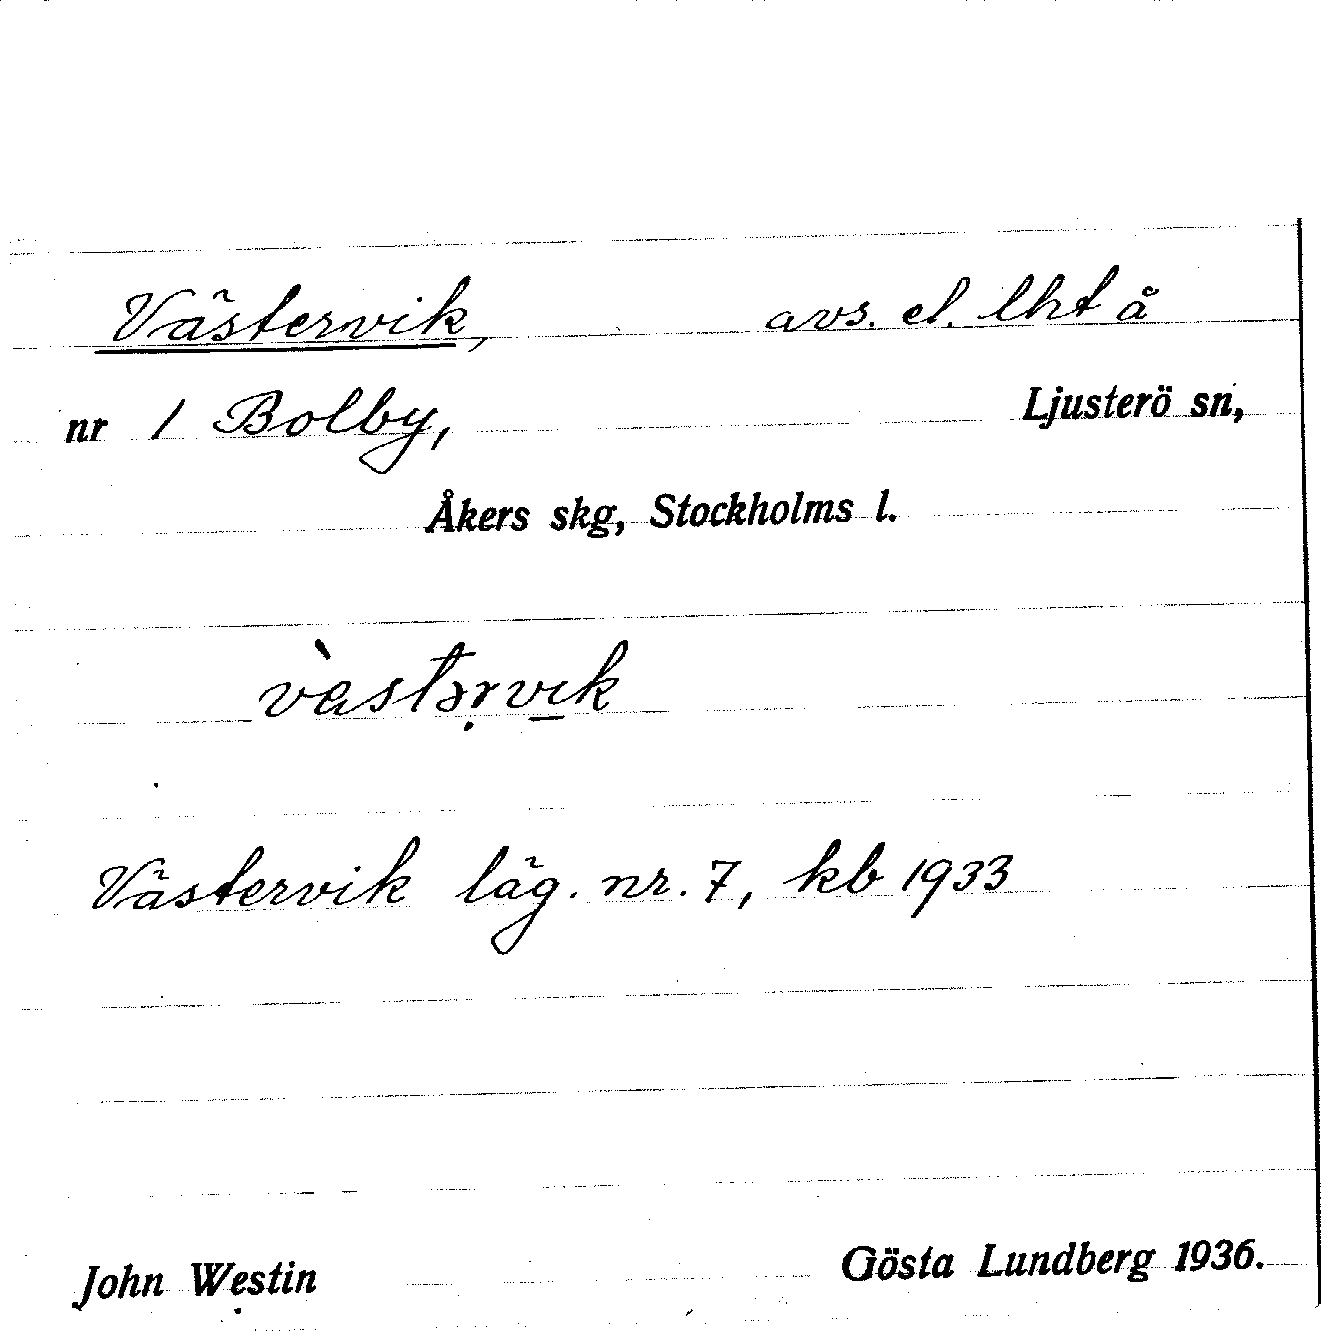 Västervik, avs. el. lht å
nr 1 Bolby, Ljusterö sn,
Åkers skg, Stockholms l.
vàstəṛvi̠k
Västervik läg. nr. 7, kb 1933
John Westin Gösta Lundberg 1936.